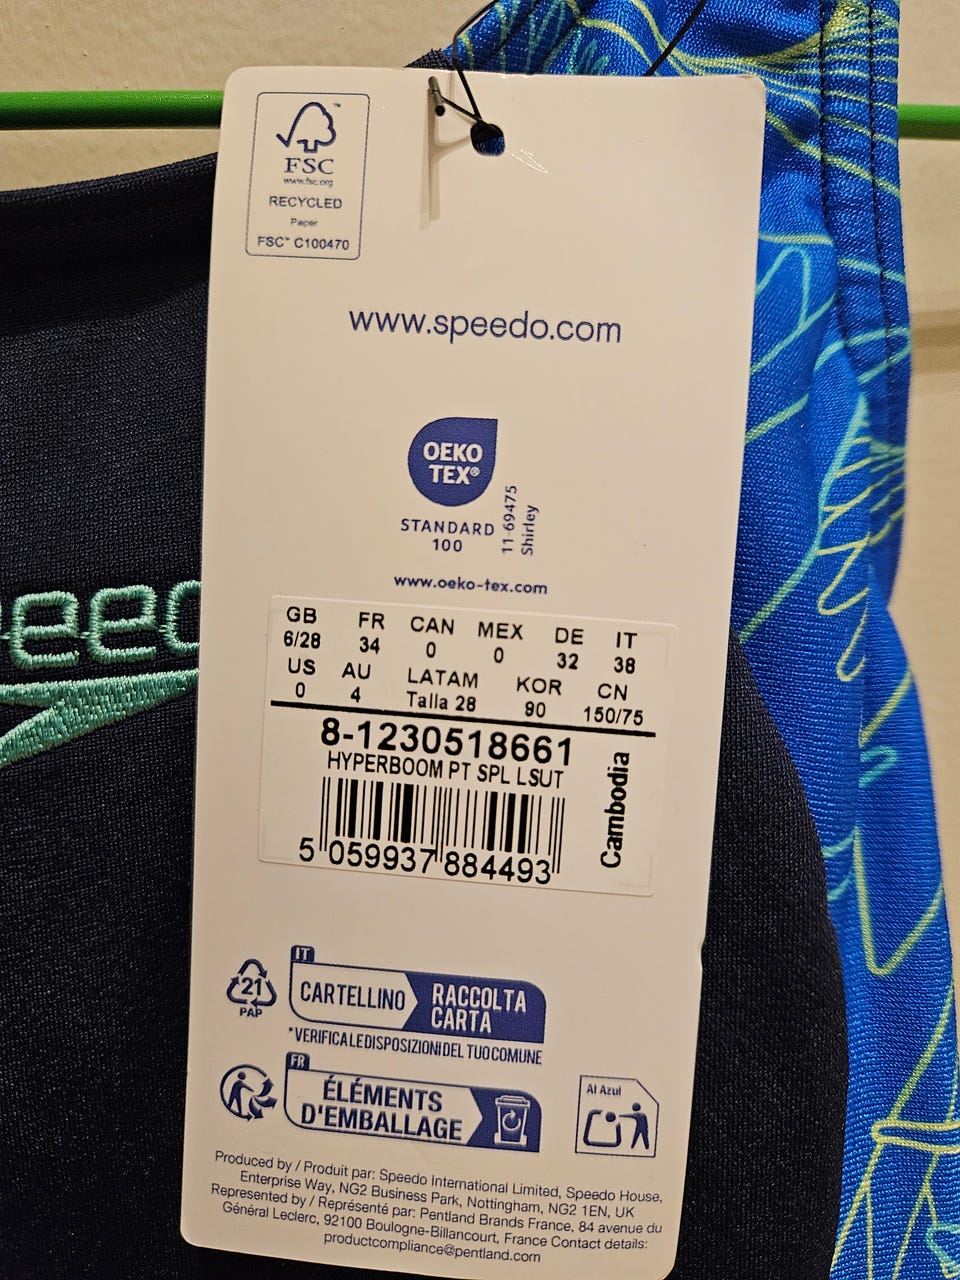 FSC
™
www.fsc.org
RECYCLED
Paper
FSC™ C100470
www.speedo.com
OEKO
TEX®
STANDARD
100
11-69475
Shirley
www.oeko-tex.com
GB FR CAN MEX DE IT
6/28 34 0 0 32 38
US AU LATAM KOR CN
0 4 Talla 28 90 150/75
8-1230518661
HYPERBOOM PT SPL LSUT
Cambodia
5 059937 884493
eedo
21
PAP
IT
CARTELLINO RACCOLTA
CARTA
*VERIFICA LE DISPOSIZIONI DEL TUO COMUNE
FR
ÉLÉMENTS
D'EMBALLAGE
Al Azul
Produced by / Produit par: Speedo International Limited, Speedo House,
Enterprise Way, NG2 Business Park, Nottingham, NG2 1EN, UK
Represented by / Représenté par: Pentland Brands France, 84 avenue du
Général Leclerc, 92100 Boulogne-Billancourt, France Contact details:
productcompliance@pentland.com